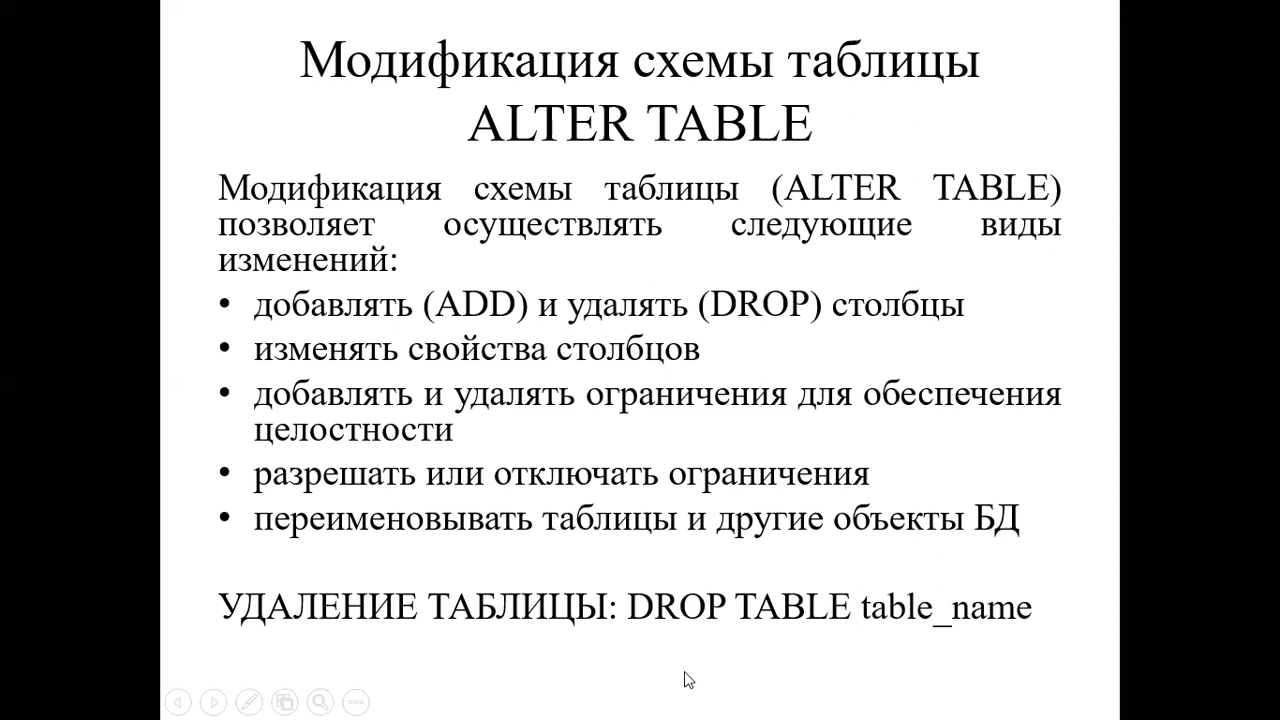 Модификация схемы таблицы
ALTER TABLE
Модификация схемы таблицы (ALTER TABLE)
позволяет осуществлять следующие виды
изменений:
• добавлять (ADD) и удалять (DROP) столбцы
• изменять свойства столбцов
• добавлять и удалять ограничения для обеспечения
целостности
• разрешать или отключать ограничения
• переименовывать таблицы и другие объекты БД
УДАЛЕНИЕ ТАБЛИЦЫ: DROP TABLE table_name